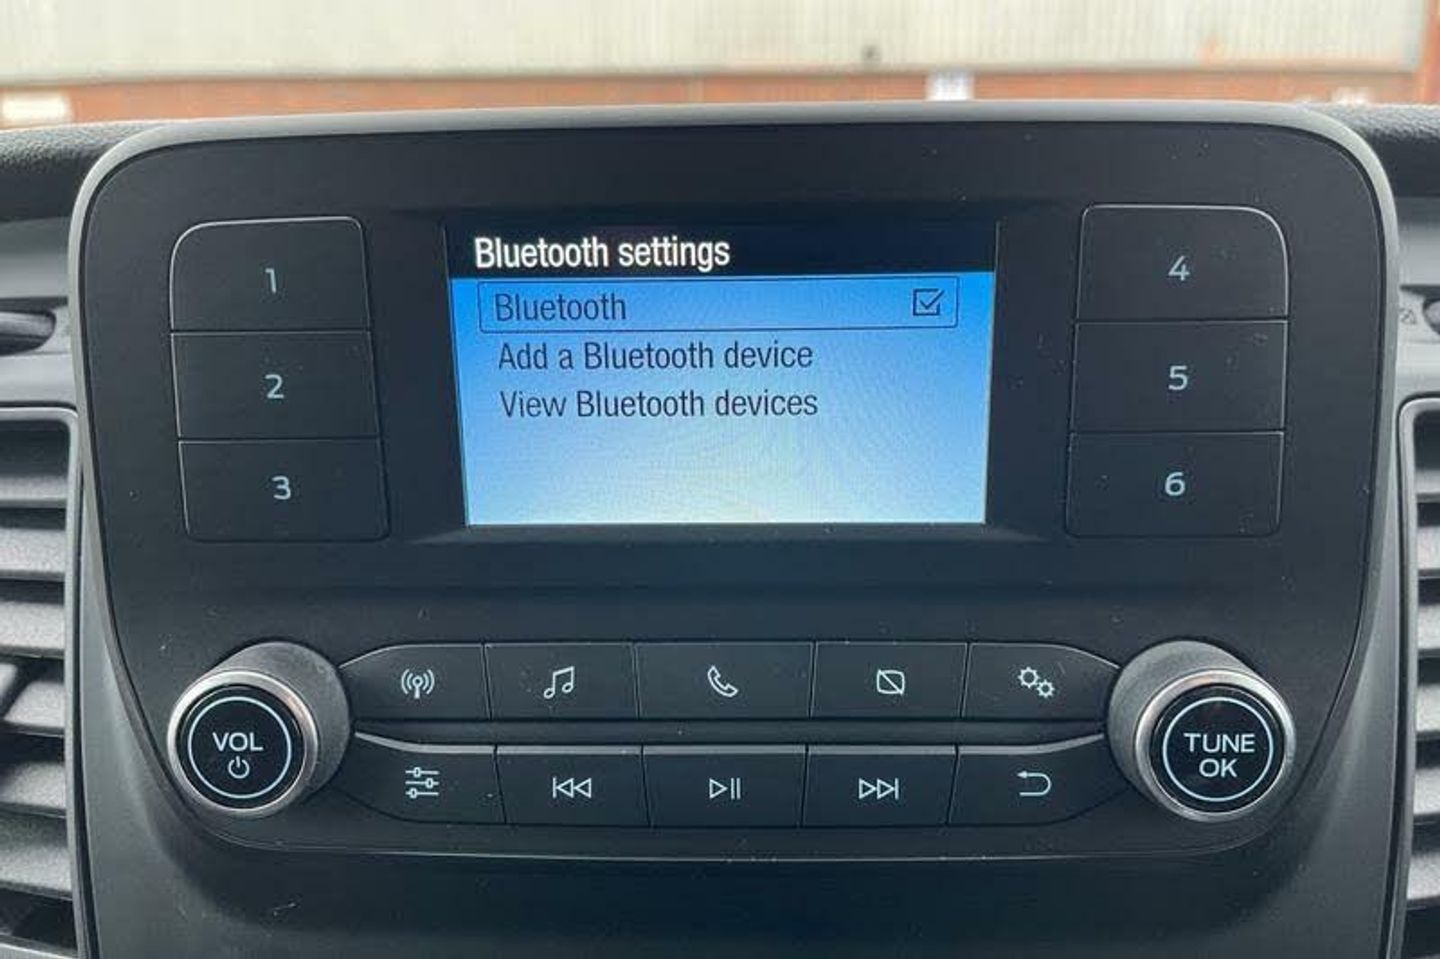 Bluetooth settings
Bluetooth
Add a Bluetooth device
View Bluetooth devices
1
2
3
4
5
6
VOL
TUNE
OK